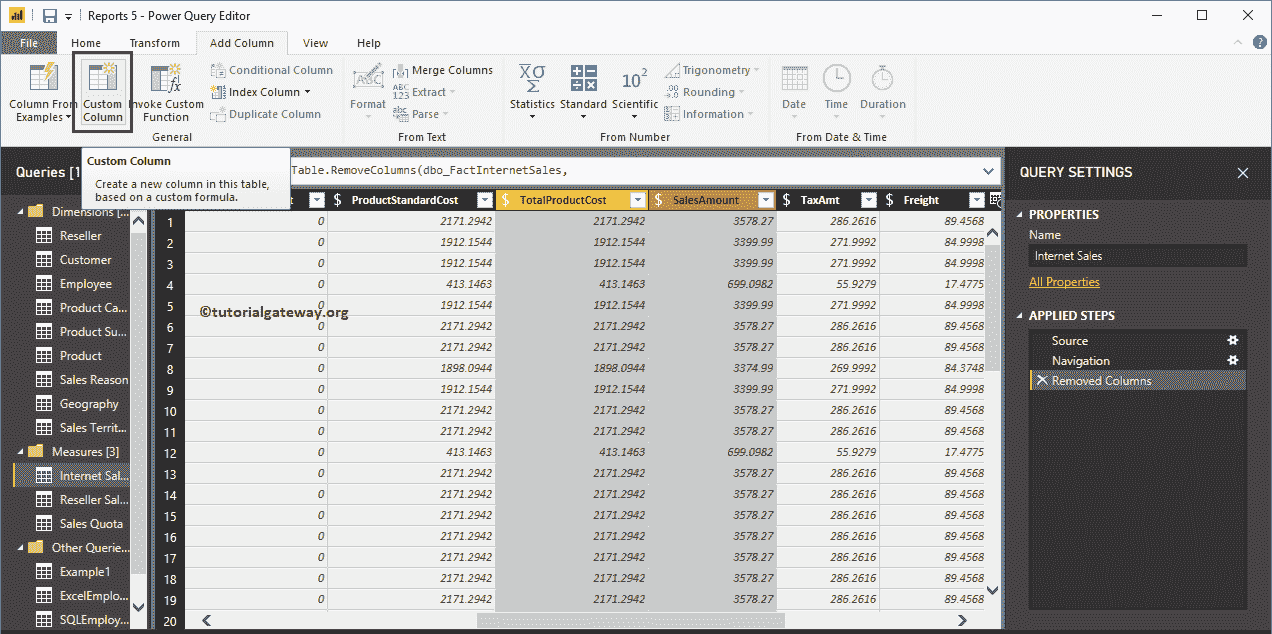 Reports 5 - Power Query Editor
File Home Transform Add Column View Help
Column From Examples
Custom Column
Invoke Custom Function
General
Conditional Column
Index Column
Duplicate Column
ABC
Format
Merge Columns
ABC 123 Extract
abc Parse
From Text
Statistics
Standard
10² Scientific
Trigonometry
.00 Rounding
Information
From Number
Date
Time
Duration
From Date & Time
Custom Column
Create a new column in this table,
based on a custom formula.
Queries [1
Table.RemoveColumns(dbo_FactInternetSales,
Dimensions [...
Reseller
Customer
Employee
Product Ca...
Product Su...
Product
Sales Reason
Geography
Sales Territ...
Measures [3]
Internet Sal...
Reseller Sal...
Sales Quota
Other Querie...
Example1
ExcelEmplo...
SQLEmploy...
t $ ProductStandardCost $ TotalProductCost $ SalesAmount $ TaxAmt $ Freight
1 0 2171.2942 2171.2942 3578.27 286.2616 89.4568
2 0 1912.1544 1912.1544 3399.99 271.9992 84.9998
3 0 1912.1544 1912.1544 3399.99 271.9992 84.9998
4 0 413.1463 413.1463 699.0982 55.9279 17.4775
5 0 1912.1544 1912.1544 3399.99 271.9992 84.9998
6 0 2171.2942 2171.2942 3578.27 286.2616 89.4568
7 0 2171.2942 2171.2942 3578.27 286.2616 89.4568
8 0 1898.0944 1898.0944 3374.99 269.9992 84.3748
9 0 1912.1544 1912.1544 3399.99 271.9992 84.9998
10 0 2171.2942 2171.2942 3578.27 286.2616 89.4568
11 0 2171.2942 2171.2942 3578.27 286.2616 89.4568
12 0 413.1463 413.1463 699.0982 55.9279 17.4775
13 0 2171.2942 2171.2942 3578.27 286.2616 89.4568
14 0 2171.2942 2171.2942 3578.27 286.2616 89.4568
15 0 2171.2942 2171.2942 3578.27 286.2616 89.4568
16 0 2171.2942 2171.2942 3578.27 286.2616 89.4568
17 0 2171.2942 2171.2942 3578.27 286.2616 89.4568
18 0 2171.2942 2171.2942 3578.27 286.2616 89.4568
19 0 2171.2942 2171.2942 3578.27 286.2616 89.4568
20
©tutorialgateway.org
QUERY SETTINGS
PROPERTIES
Name
Internet Sales
All Properties
APPLIED STEPS
Source
Navigation
Removed Columns